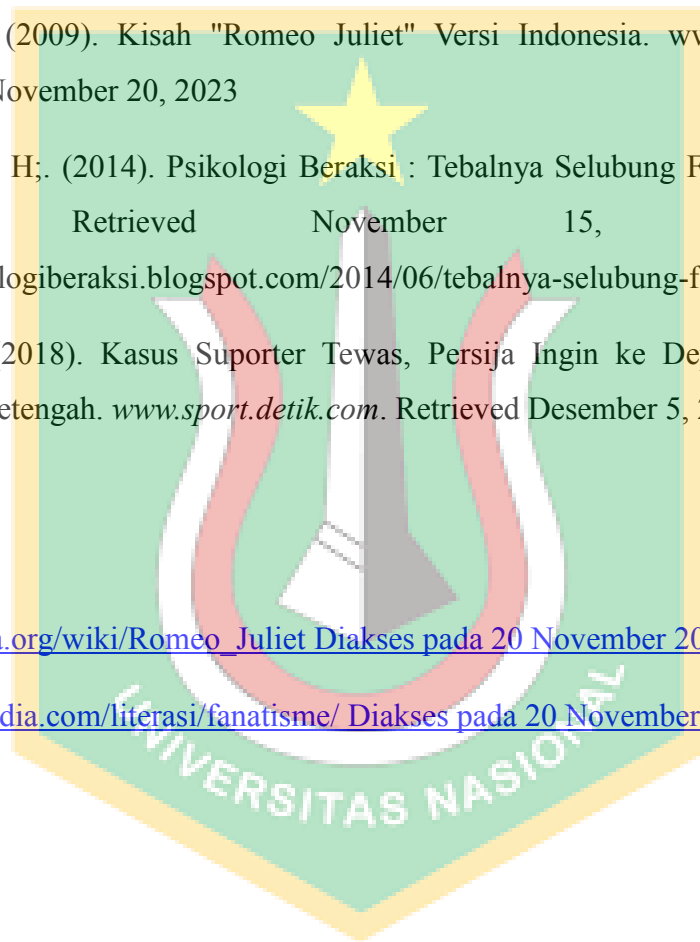 (2009). Kisah "Romeo Juliet" Versi Indonesia.
November 20, 2023
H;. (2014). Psikologi Beraksi : Tebalnya Selubung
Retrieved November 15,
logiberaksi.blogspot.com/2014/06/tebalnya-selubung-f
2018). Kasus Suporter Tewas, Persija Ingin ke
etengah. www.sport.detik.com. Retrieved Desember 5,
a.org/wiki/Romeo_Juliet Diakses pada 20 November 20
dia.com/literasi/fanatisme/ Diakses pada 20 November
UNIVERSITAS NASIONAL